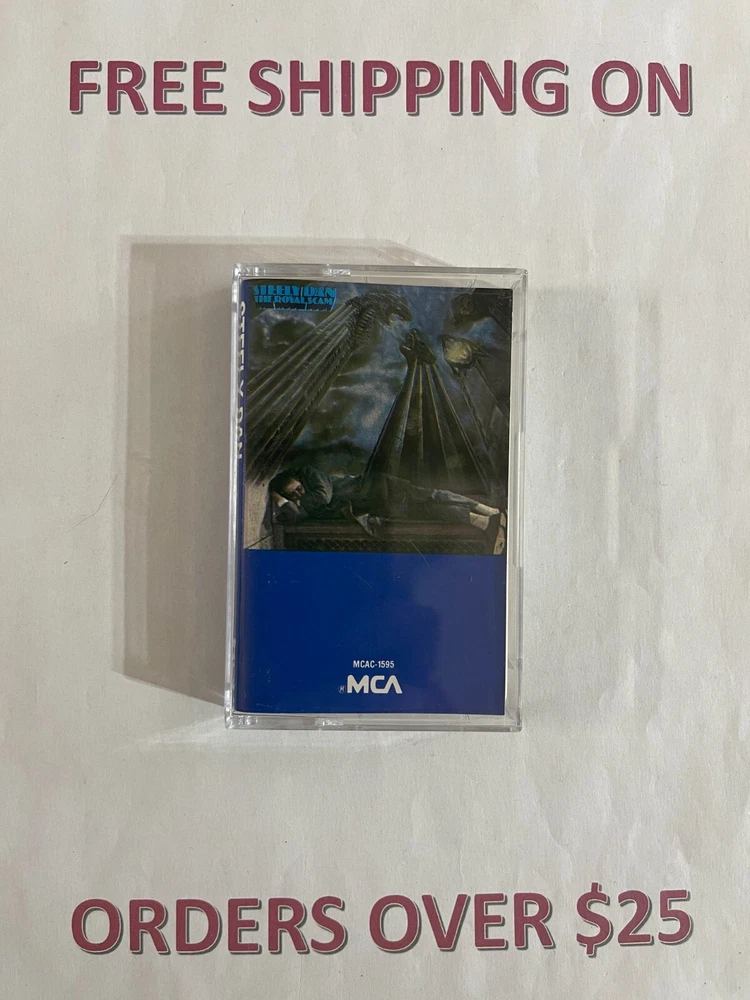 FREE SHIPPING ON
STEELY DAN
THE ROYAL SCAM
STEELY DAN
MCAC-1595
MCA
ORDERS OVER $25